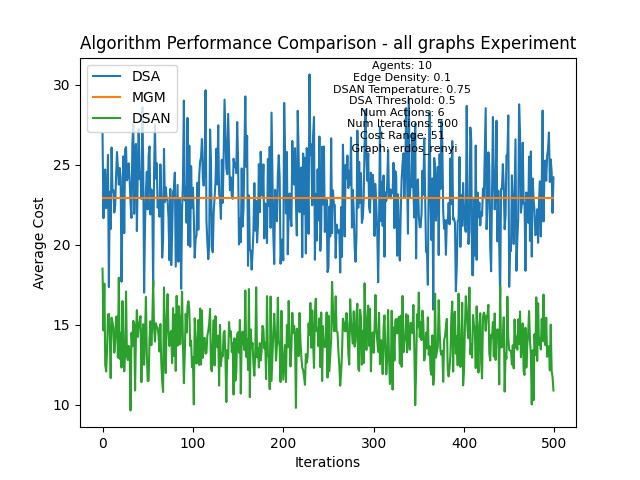 Algorithm Performance Comparison - all graphs Experiment
DSA
MGM
DSAN
Agents: 10
Edge Density: 0.1
DSAN Temperature: 0.75
DSA Threshold: 0.5
Num Actions: 6
Num Iterations: 500
Cost Range: 51
Graph: erdos_renyi
Average Cost
30
25
20
15
10
0
100
200
300
400
500
Iterations